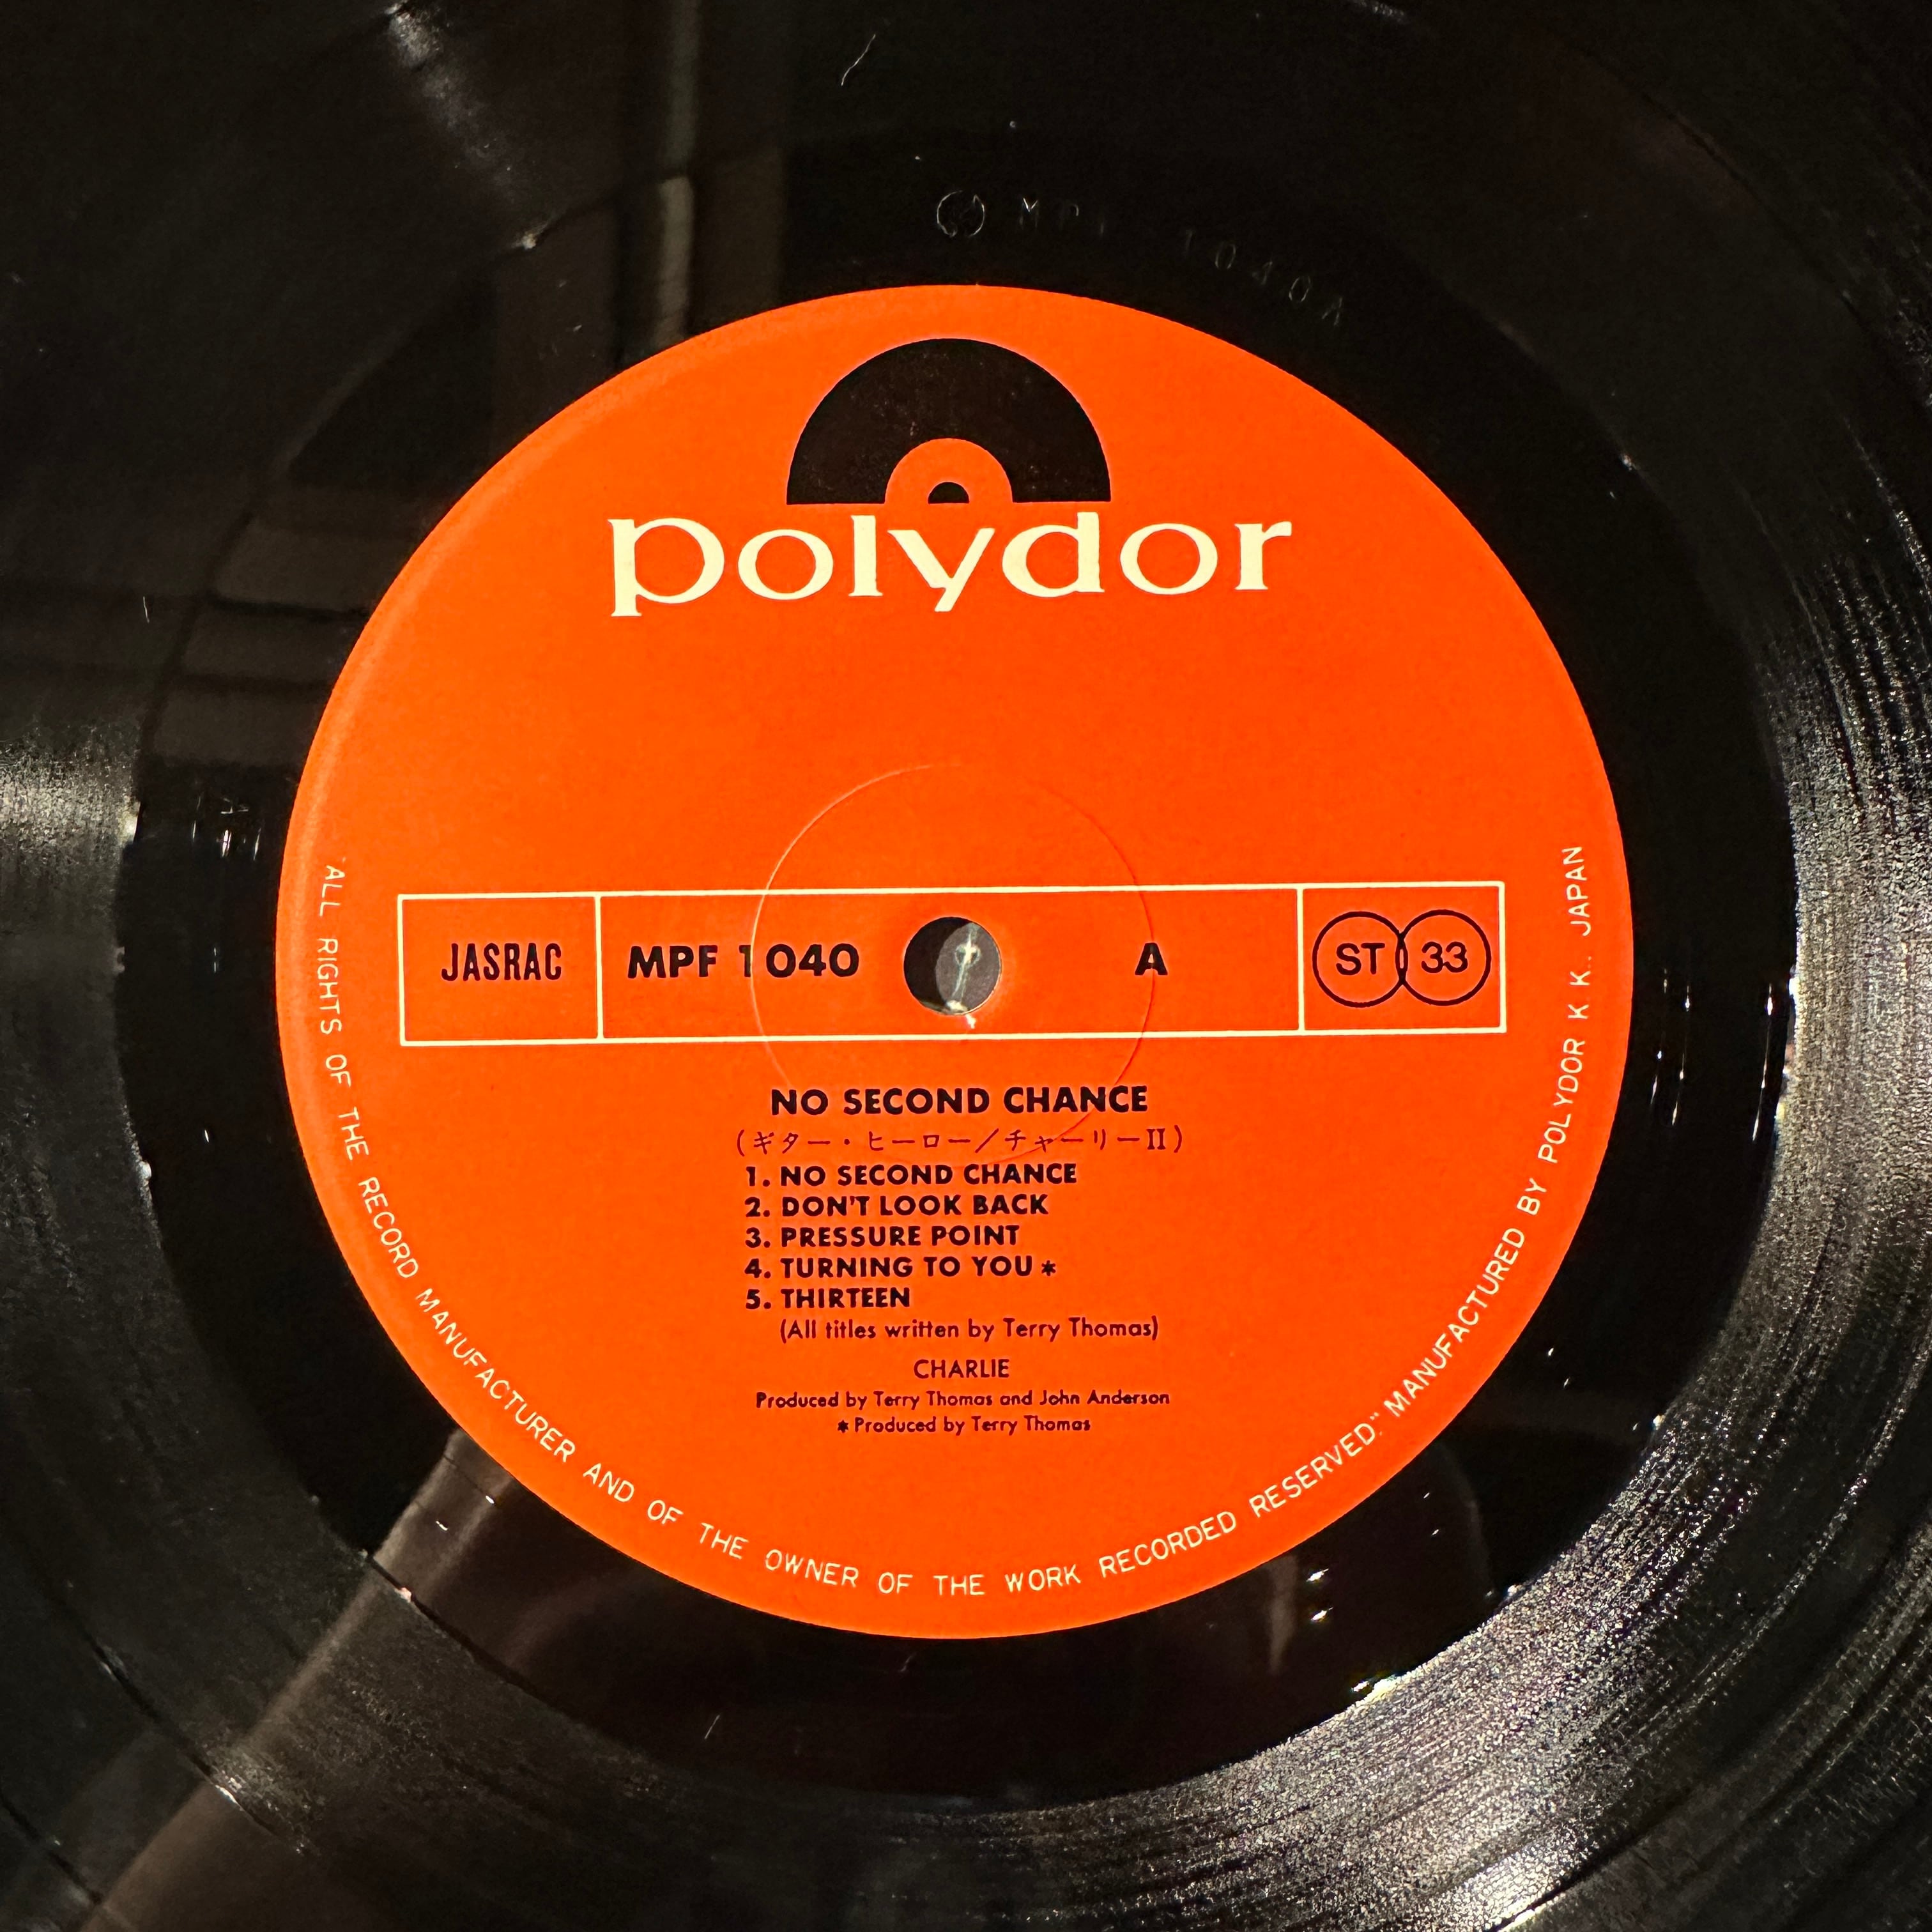 MPF 1040A
polydor
JASRAC
MPF 1040
A
ST 33
NO SECOND CHANCE
(ギター・ヒーロー/チャーリーII)
1. NO SECOND CHANCE
2. DON'T LOOK BACK
3. PRESSURE POINT
4. TURNING TO YOU *
5. THIRTEEN
(All titles written by Terry Thomas)
CHARLIE
Produced by Terry Thomas and John Anderson
* Produced by Terry Thomas
"ALL RIGHTS OF THE RECORD MANUFACTURER AND OF THE OWNER OF THE WORK RECORDED RESERVED." MANUFACTURED BY POLYDOR K K., JAPAN